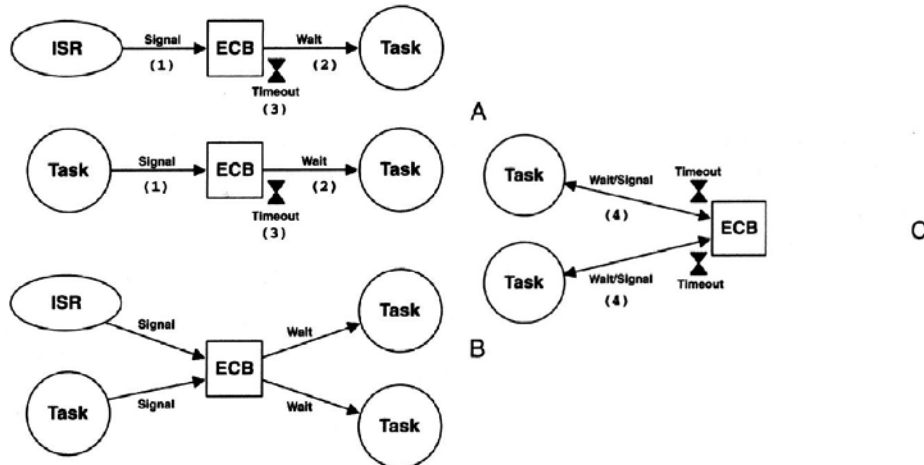 ISR Signal (1) ECB Wait (2) Task
Timeout
(3)
A
Task Signal (1) ECB Wait (2) Task
Timeout
(3)
Task Wait/Signal (4) Timeout
ECB
Task Wait/Signal (4) Timeout
C
ISR Signal Wait Task
ECB
B
Task Signal Wait Task